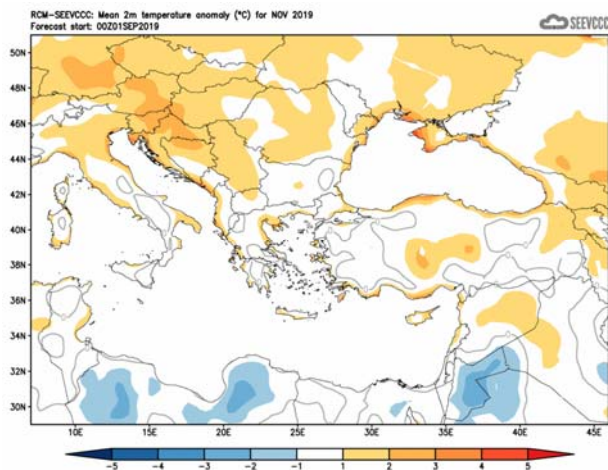 RCM-SEEVCCC: Mean 2m temperature anomaly (°C) for NOV 2019
Forecast start: 00Z01SEP2019
SEEVCCC
50N
48N
46N
44N
42N
40N
38N
36N
34N
32N
30N
10E 15E 20E 25E 30E 35E 40E 45E
-5 -4 -3 -2 -1 1 2 3 4 5